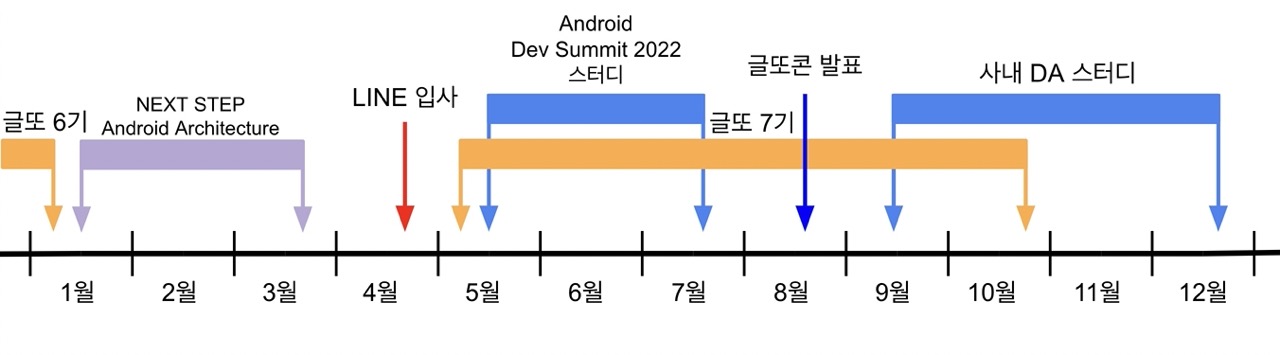 글또 6기
NEXT STEP
Android Architecture
LINE 입사
Android
Dev Summit 2022
스터디
글또 7기
글또콘 발표
사내 DA 스터디
1월
2월
3월
4월
5월
6월
7월
8월
9월
10월
11월
12월